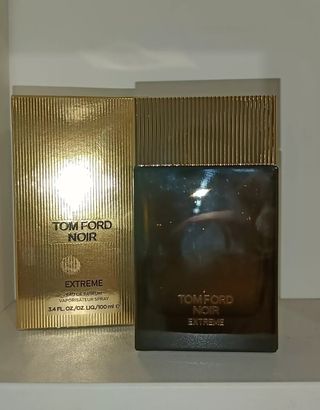 TOM FORD
NOIR
EXTREME
EAU DE PARFUM
VAPORISATEUR SPRAY
3.4 FL. OZ./OZ. LIQ./100 ml ℮
TOM FORD
NOIR
EXTREME